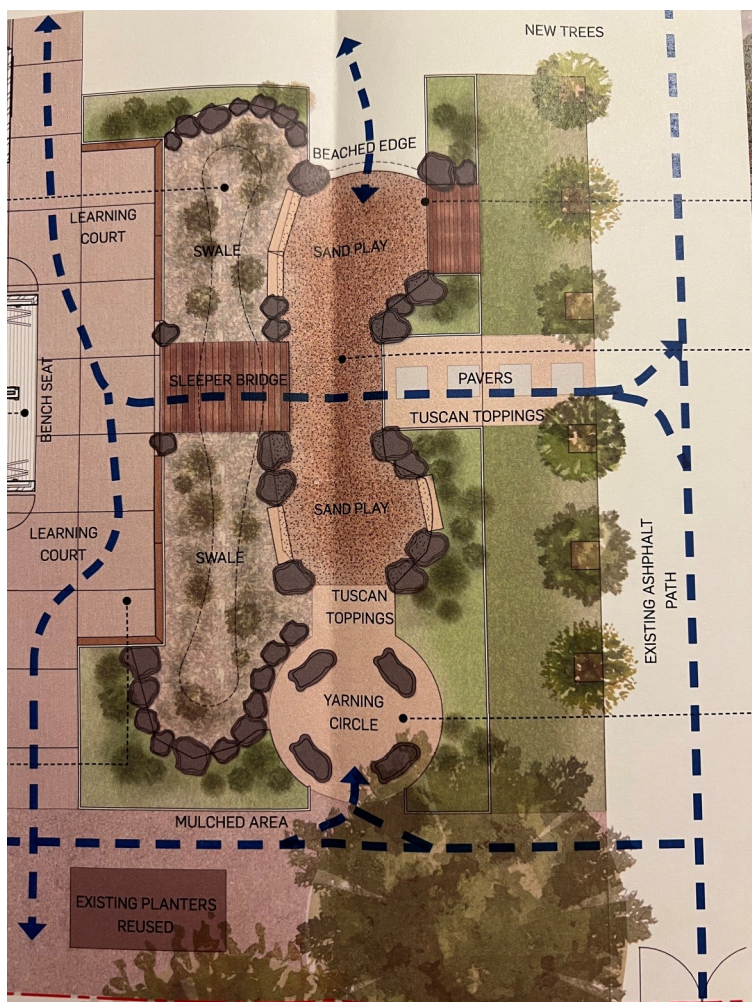 NEW TREES
BEACHED EDGE
LEARNING
COURT
SWALE
SAND PLAY
BENCH SEAT
SLEEPER BRIDGE
PAVERS
TUSCAN TOPPINGS
SAND PLAY
LEARNING
COURT
SWALE
EXISTING ASHPHALT
PATH
TUSCAN
TOPPINGS
YARNING
CIRCLE
MULCHED AREA
EXISTING PLANTERS
REUSED